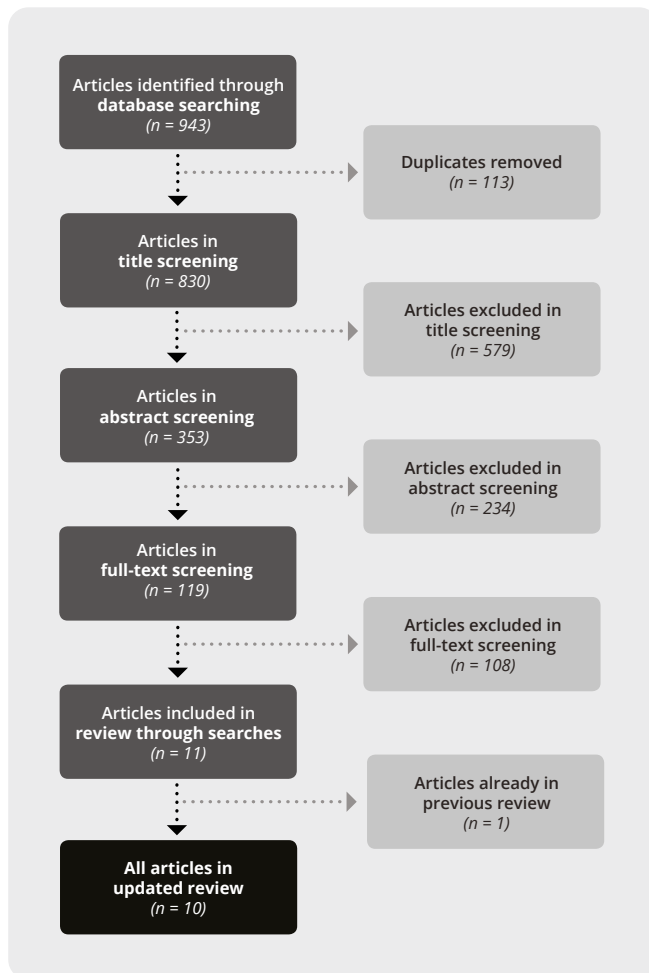 Articles identified through
database searching
(n = 943)
Duplicates removed
(n = 113)
Articles in
title screening
(n = 830)
Articles excluded in
title screening
(n = 579)
Articles in
abstract screening
(n = 353)
Articles excluded in
abstract screening
(n = 234)
Articles in
full-text screening
(n = 119)
Articles excluded in
full-text screening
(n = 108)
Articles included in
review through searches
(n = 11)
Articles already in
previous review
(n = 1)
All articles in
updated review
(n = 10)